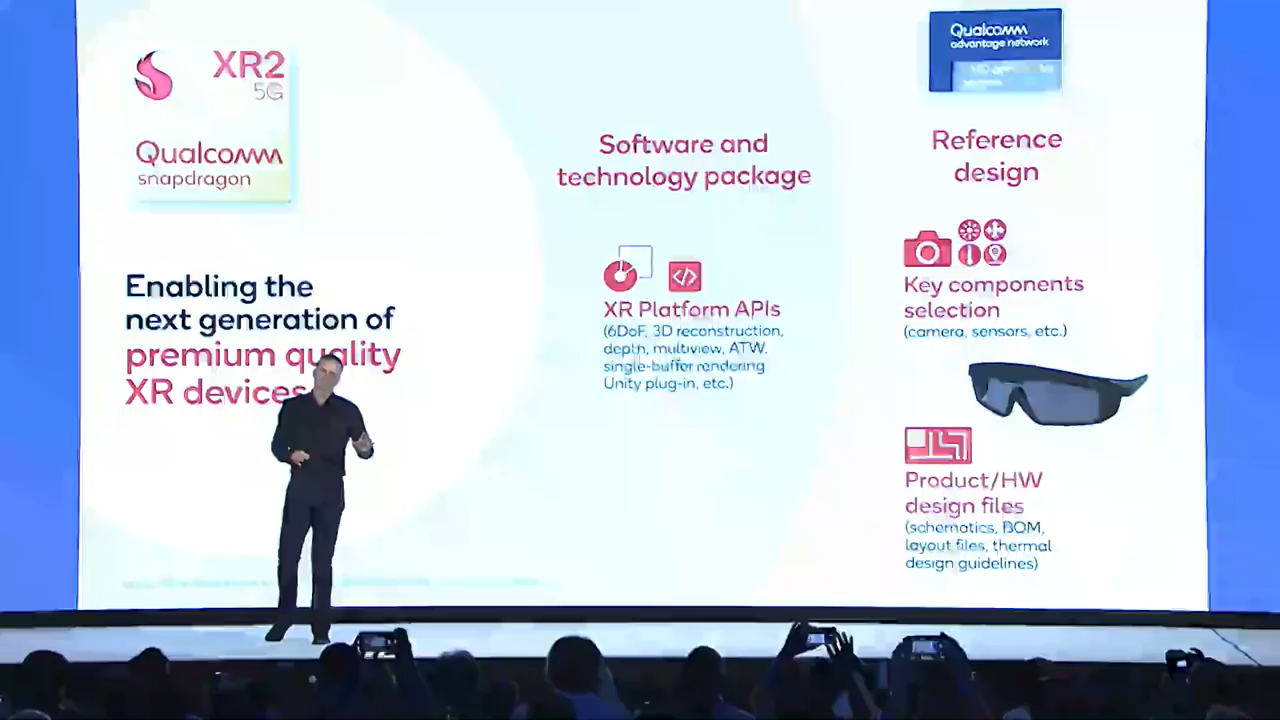 XR2
5G
Qualcomm
snapdragon
Enabling the
next generation of
premium quality
XR devices
Software and
technology package
XR Platform APIs
(6DoF, 3D reconstruction,
depth, multiview, ATW,
single-buffer rendering
Unity plug-in, etc.)
Qualcomm
advantage network
Reference
design
Key components
selection
(camera, sensors, etc.)
Product/HW
design files
(schematics, BOM,
layout files, thermal
design guidelines)